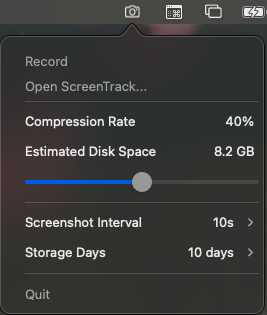 Record
Open ScreenTrack...
Compression Rate 40%
Estimated Disk Space 8.2 GB
Screenshot Interval 10s >
Storage Days 10 days >
Quit